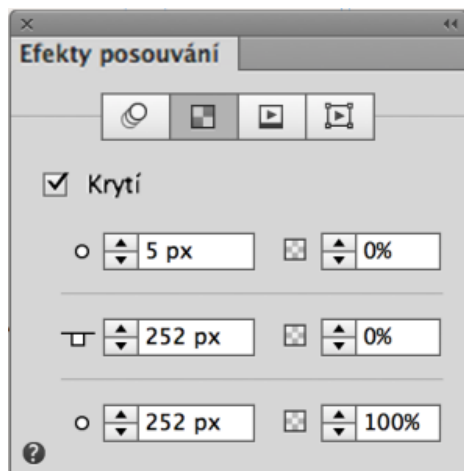 Efekty posouvání
Krytí
5 px 0%
252 px 0%
252 px 100%
?